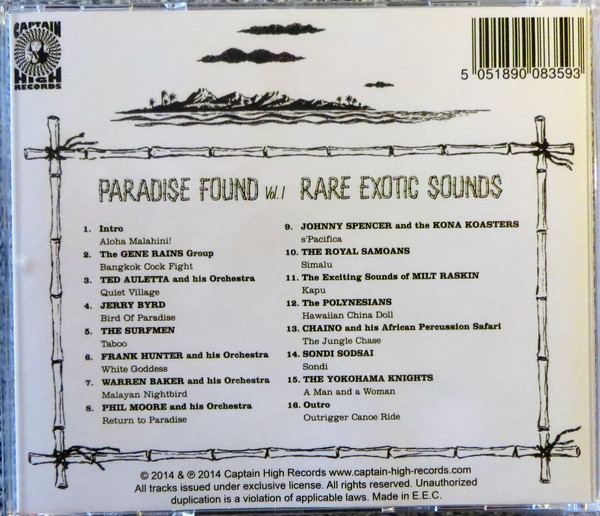 CAPTAIN
HIGH
RECORDS
5 051890 083593
PARADISE FOUND Vol. 1 RARE EXOTIC SOUNDS
1. Intro
Aloha Malahini!
2. The GENE RAINS Group
Bangkok Cock Fight
3. TED AULETTA and his Orchestra
Quiet Village
4. JERRY BYRD
Bird Of Paradise
5. THE SURFMEN
Taboo
6. FRANK HUNTER and his Orchestra
White Goddess
7. WARREN BAKER and his Orchestra
Malayan Nightbird
8. PHIL MOORE and his Orchestra
Return to Paradise
9. JOHNNY SPENCER and the KONA KOASTERS
s'Pacifica
10. THE ROYAL SAMOANS
Simalu
11. The Exciting Sounds of MILT RASKIN
Kapu
12. The POLYNESIANS
Hawaiian China Doll
13. CHAINO and his African Percussion Safari
The Jungle Chase
14. SONDI SODSAI
Sondi
15. THE YOKOHAMA KNIGHTS
A Man and a Woman
16. Outro
Outrigger Canoe Ride
© 2014 & ℗ 2014 Captain High Records www.captain-high-records.com
All tracks issued under exclusive license. All rights reserved. Unauthorized
duplication is a violation of applicable laws. Made in E.E.C.